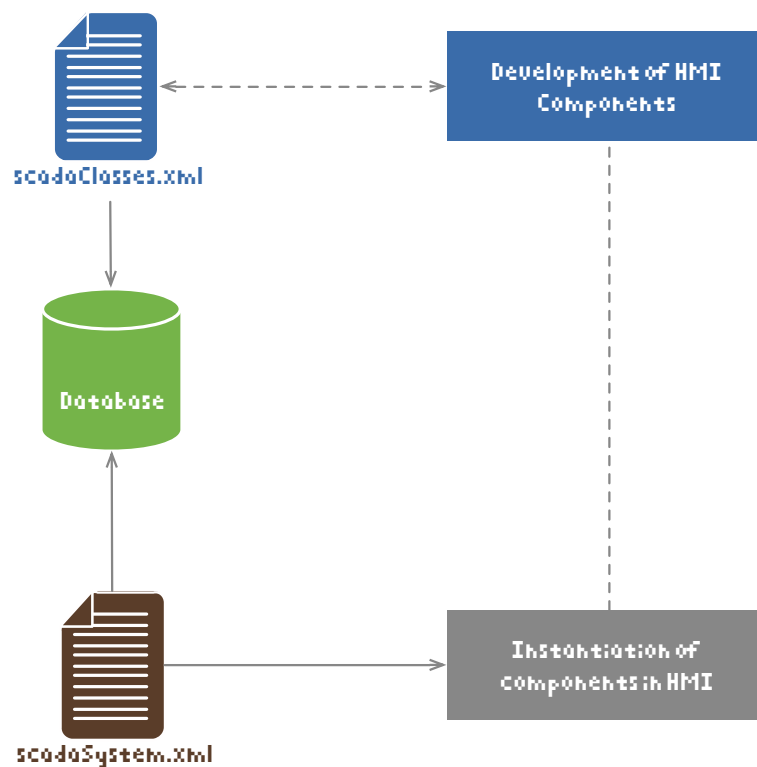 Development of HMI
Components
scadaClasses.xml
Database
Instantiation of
components in HMI
scadaSystem.xml